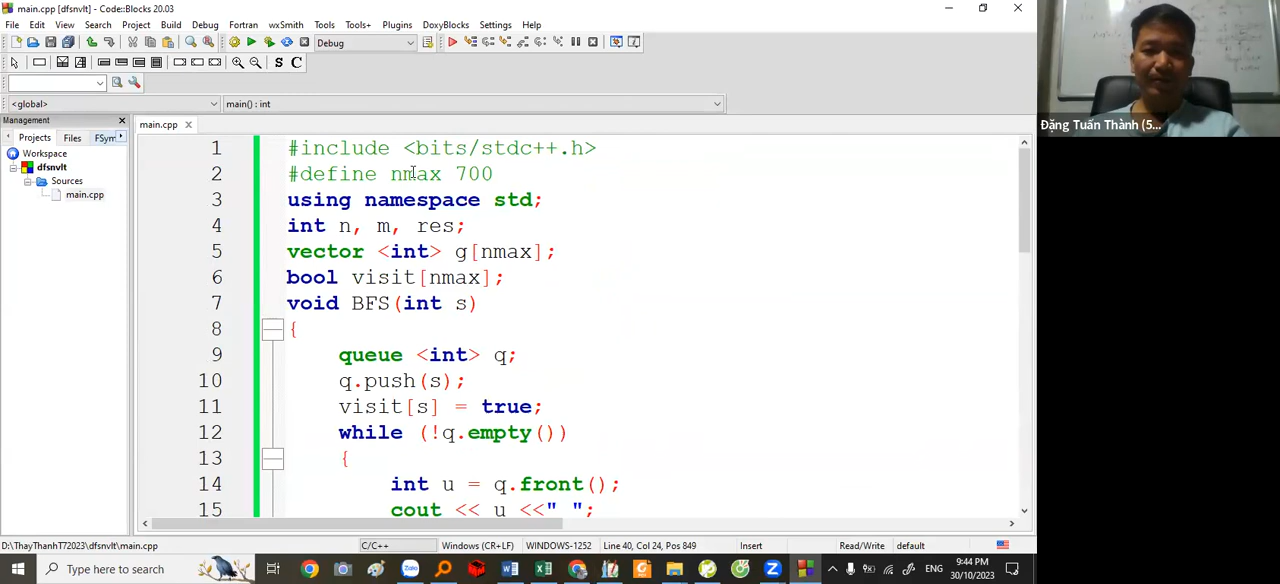 main.cpp [dfsnvlt] - Code::Blocks 20.03
File Edit View Search Project Build Debug Fortran wxSmith Tools Tools+ Plugins DoxyBlocks Settings Help
Debug
S C
<global>
main() : int
Management
Projects Files FSym
Workspace
dfsnvlt
Sources
main.cpp
main.cpp
1 #include <bits/stdc++.h>
2 #define nmax 700
3 using namespace std;
4 int n, m, res;
5 vector <int> g[nmax];
6 bool visit[nmax];
7 void BFS(int s)
8 {
9 queue <int> q;
10 q.push(s);
11 visit[s] = true;
12 while (!q.empty())
13 {
14 int u = q.front();
15 cout << u <<" ";
Đặng Tuấn Thành (5...
D:\ThayThanhT72023\dfsnvlt\main.cpp C/C++ Windows (CR+LF) WINDOWS-1252 Line 40, Col 24, Pos 849 Insert Read/Write default
Type here to search
9:44 PM
30/10/2023